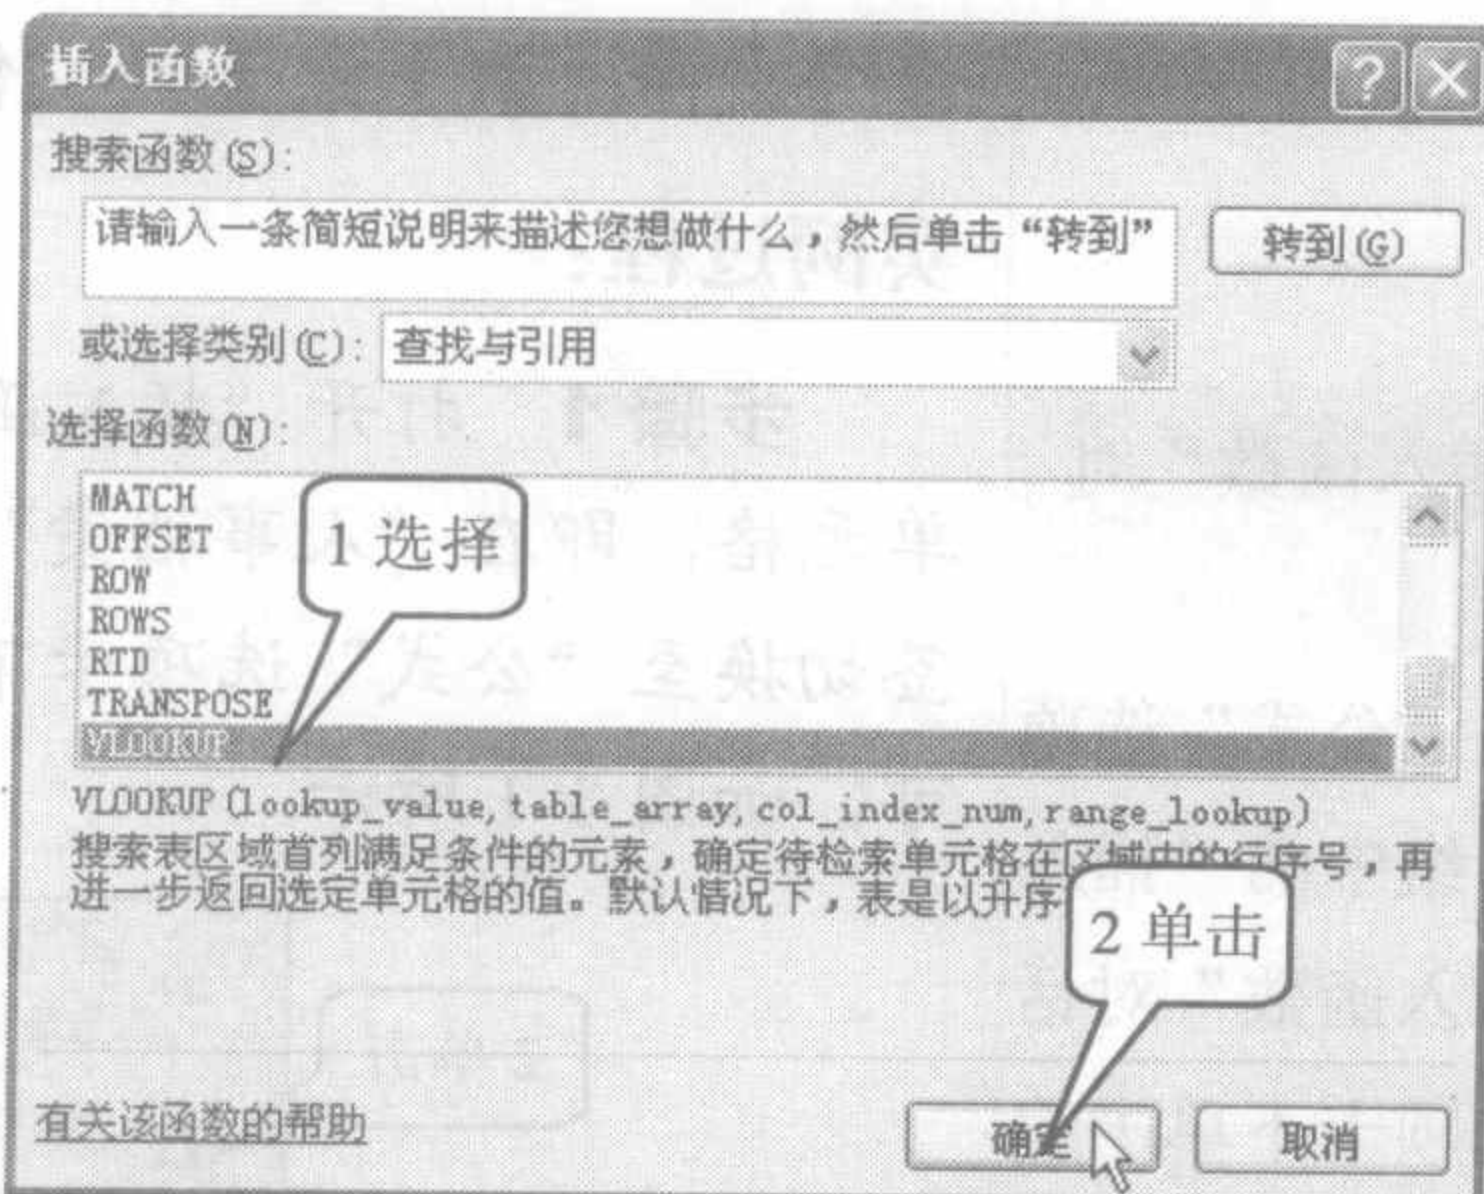 插入函数
搜索函数(S):
请输入一条简短说明来描述您想做什么，然后单击“转到”
转到(G)
或选择类别(C):
查找与引用
选择函数(N):
MATCH
OFFSET
ROW
ROWS
RTD
TRANSPOSE
VLOOKUP
1 选择
VLOOKUP(lookup_value,table_array,col_index_num,range_lookup)
搜索表区域首列满足条件的元素，确定待检索单元格在区域中的行序号，再
进一步返回选定单元格的值。默认情况下，表是以升序
2 单击
有关该函数的帮助
确定
取消